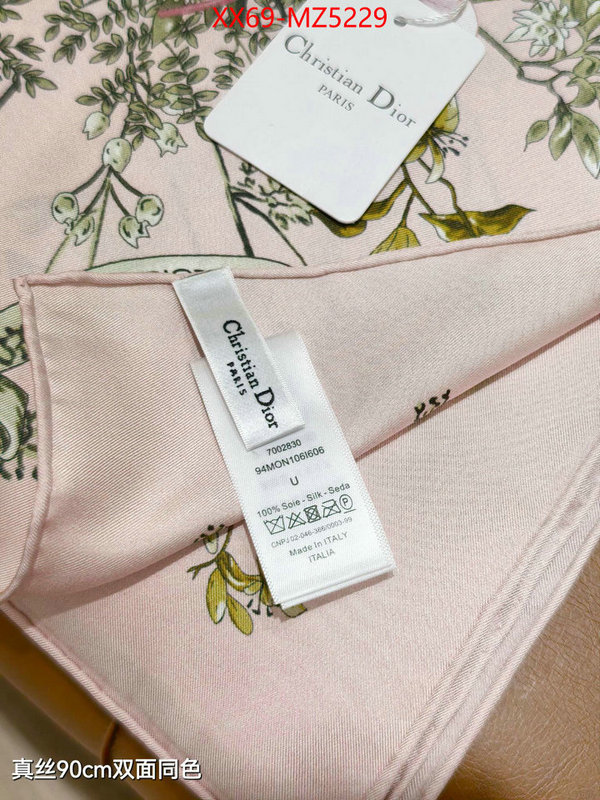 XX69-MZ5229
Christian Dior
PARIS
Christian Dior
PARIS
7002830
94MON106I606
U
100% Soie - Silk - Seda
CNPJ 02-046-366/0003-99
Made in ITALY
ITALIA
真丝90cm双面同色